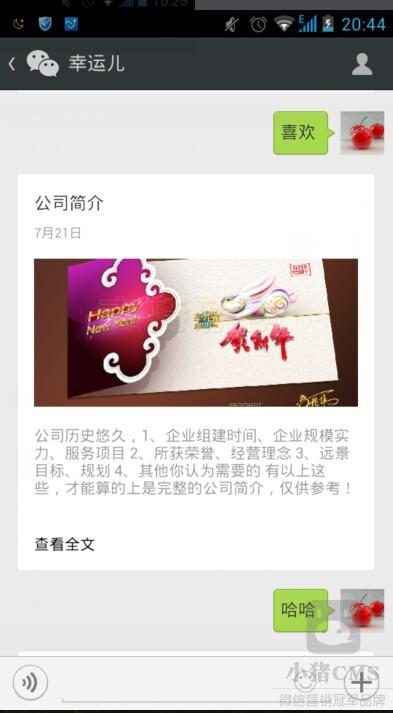 20:44
幸运儿
喜欢
公司简介
7月21日
Happy
New Year
贺新年
公司历史悠久，1、企业组建时间、企业规模实
力、服务项目 2、所获荣誉、经营理念 3、远景
目标、规划 4、其他你认为需要的 有以上这
些，才能算的上是完整的公司简介，仅供参考！
查看全文
哈哈
小猪CMS
微信营销冠军品牌